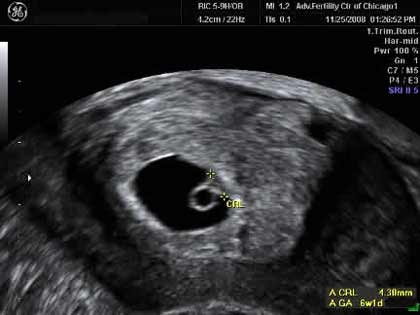 GE
RIC 5-9H/OB
MI 1.2
Adv.Fertility Ctr of Chicago1
4.2cm / 22Hz
TIs 0.1
11/25/2008 01:26:52 PM
1.Trim.Rout.
Har-mid
Pwr 100 %
Gn 1
C7 / M5
P4 / E3
SRI II 5
CRL
Δ CRL 4.30mm
Δ GA 6w1d